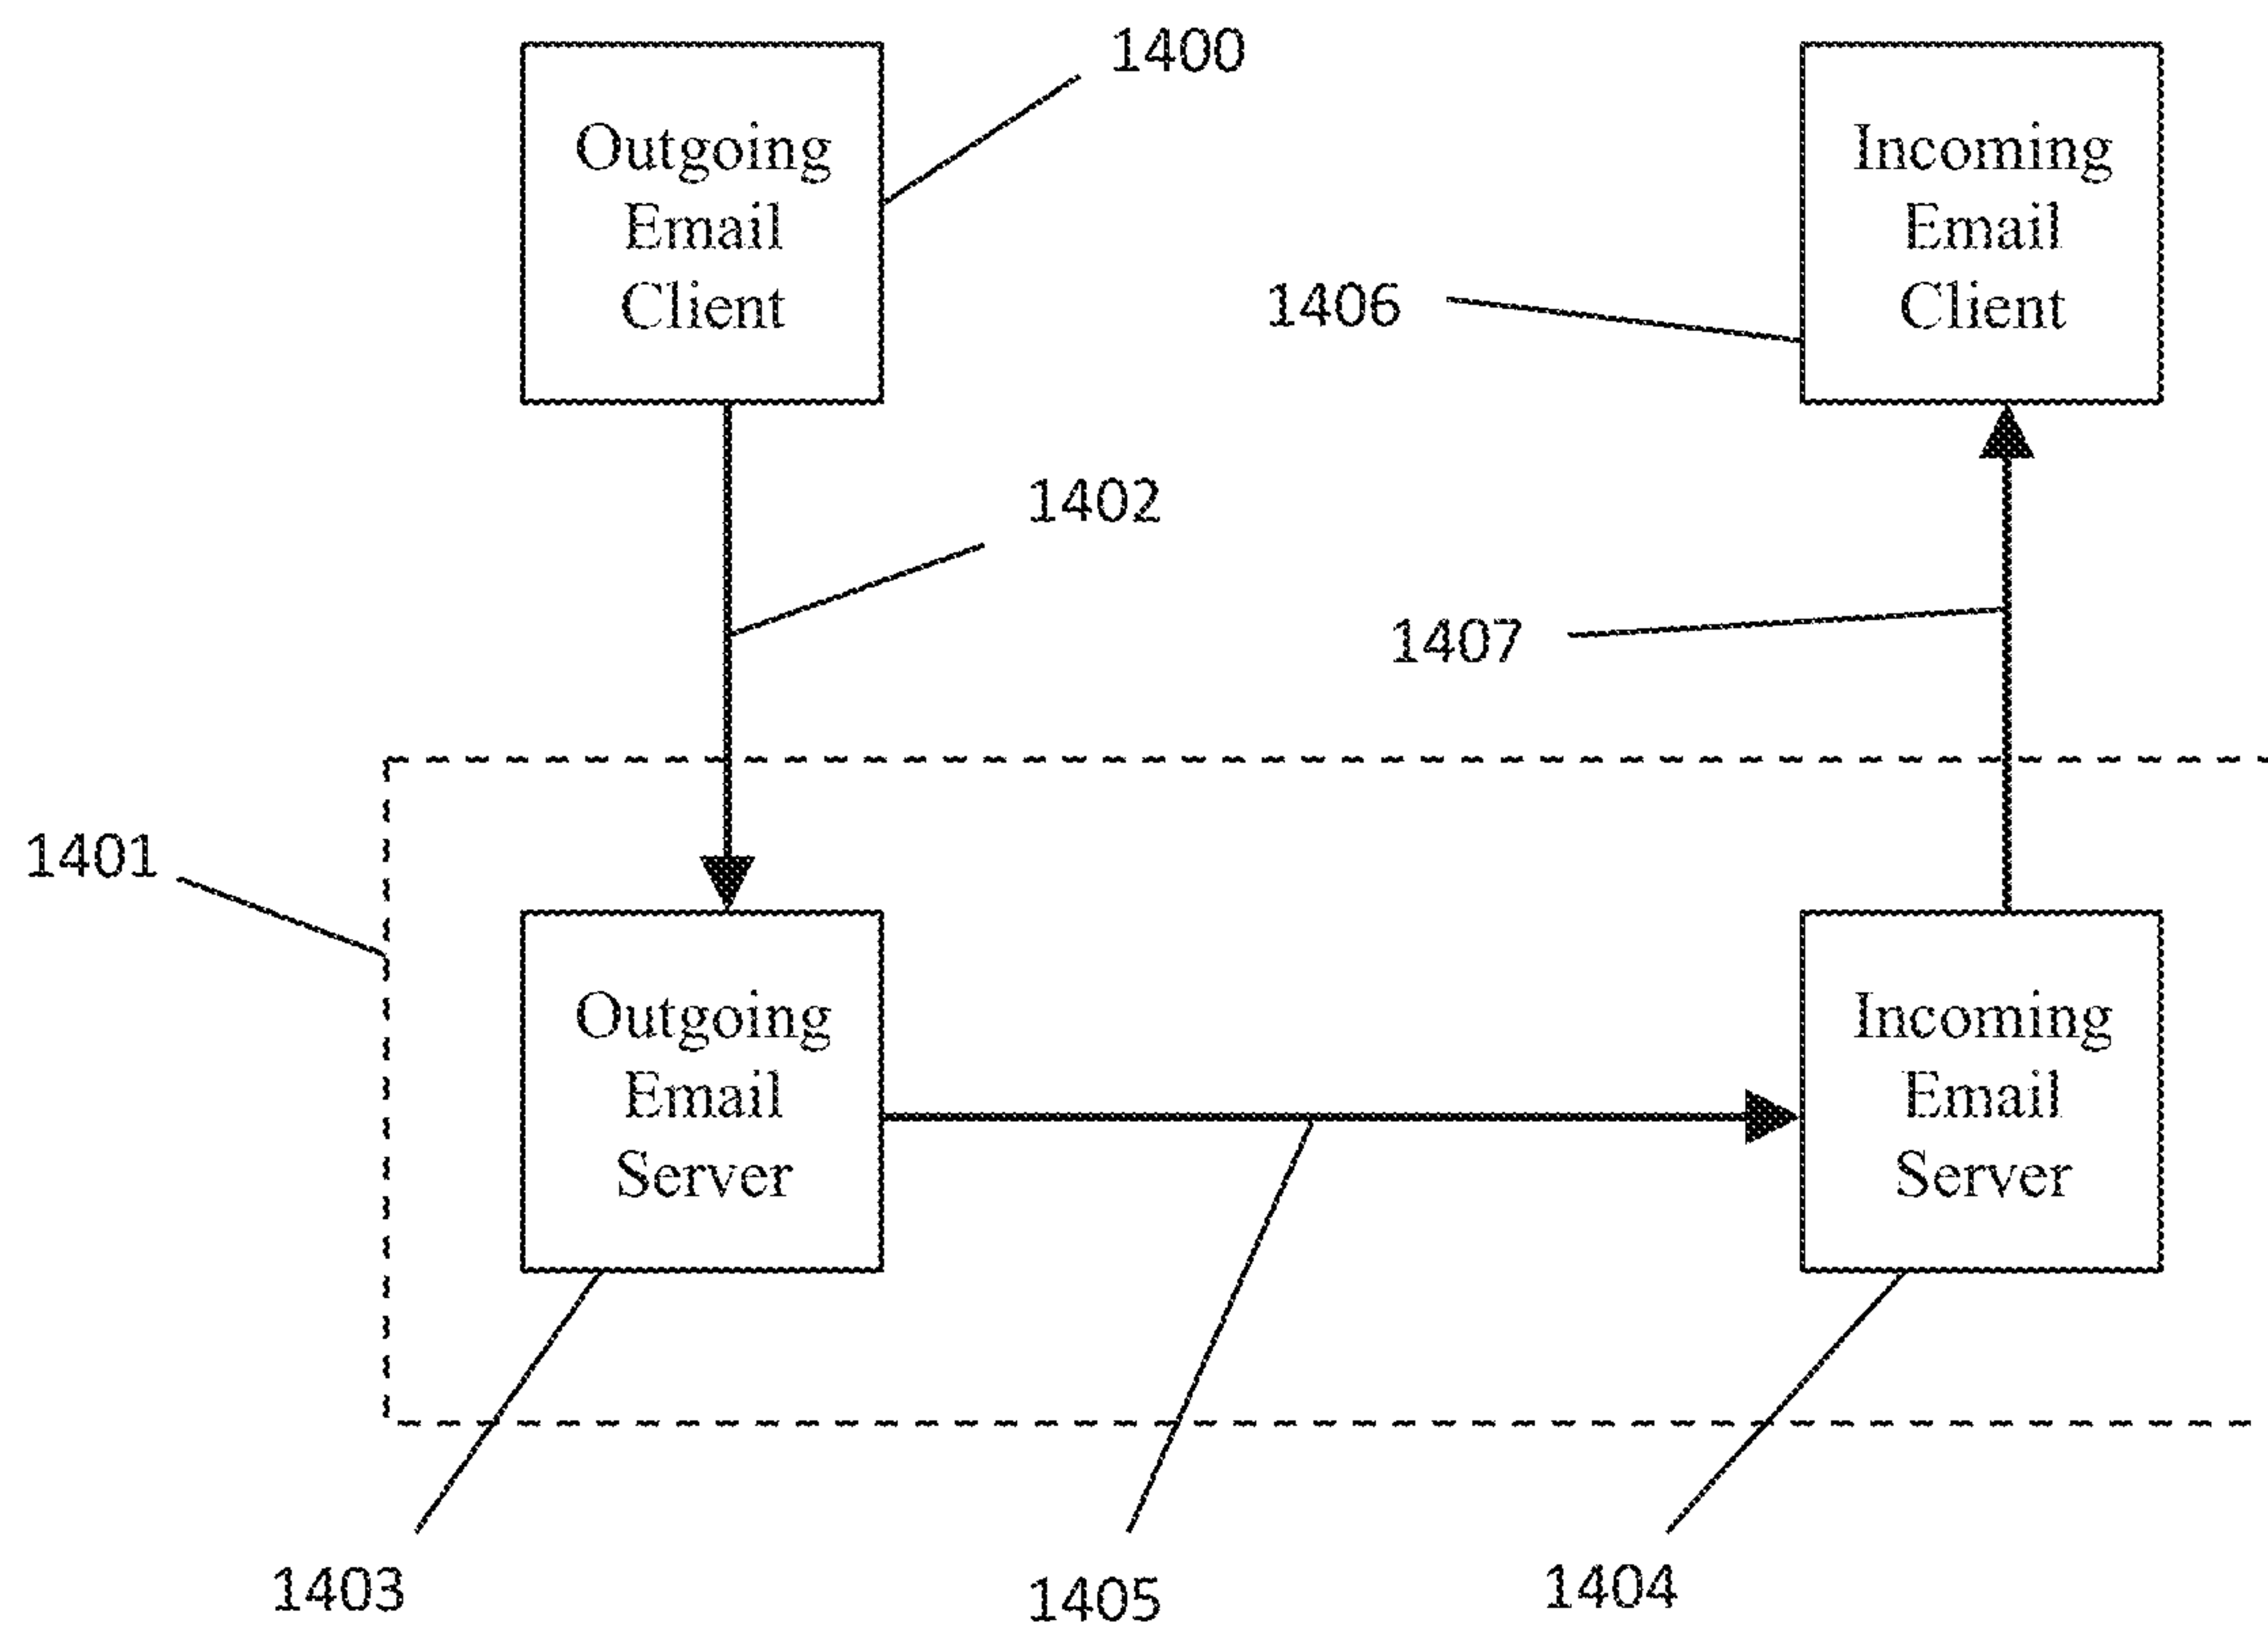 1400
Outgoing
Email
Client
Incoming
Email
Client
1406
1402
1407
1401
Outgoing
Email
Server
Incoming
Email
Server
1403
1405
1404